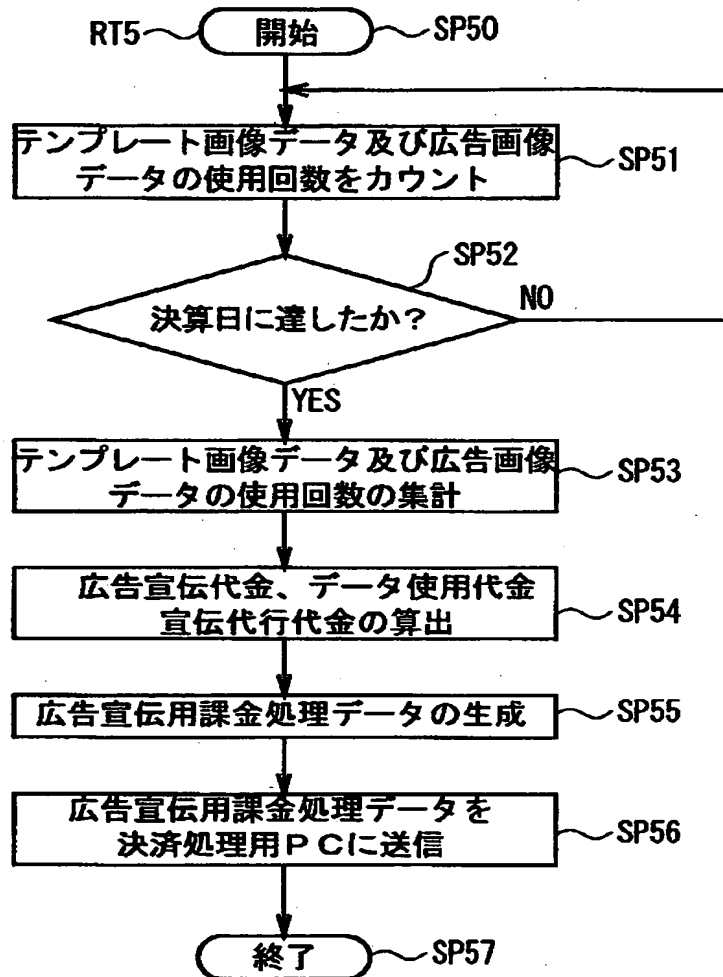 RT5 開始 SP50
テンプレート画像データ及び広告画像
データの使用回数をカウント
SP51
SP52
決算日に達したか?
NO
YES
テンプレート画像データ及び広告画像
データの使用回数の集計
SP53
広告宣伝代金、データ使用代金
宣伝代行代金の算出
SP54
広告宣伝用課金処理データの生成
SP55
広告宣伝用課金処理データを
決済処理用PCに送信
SP56
終了 SP57